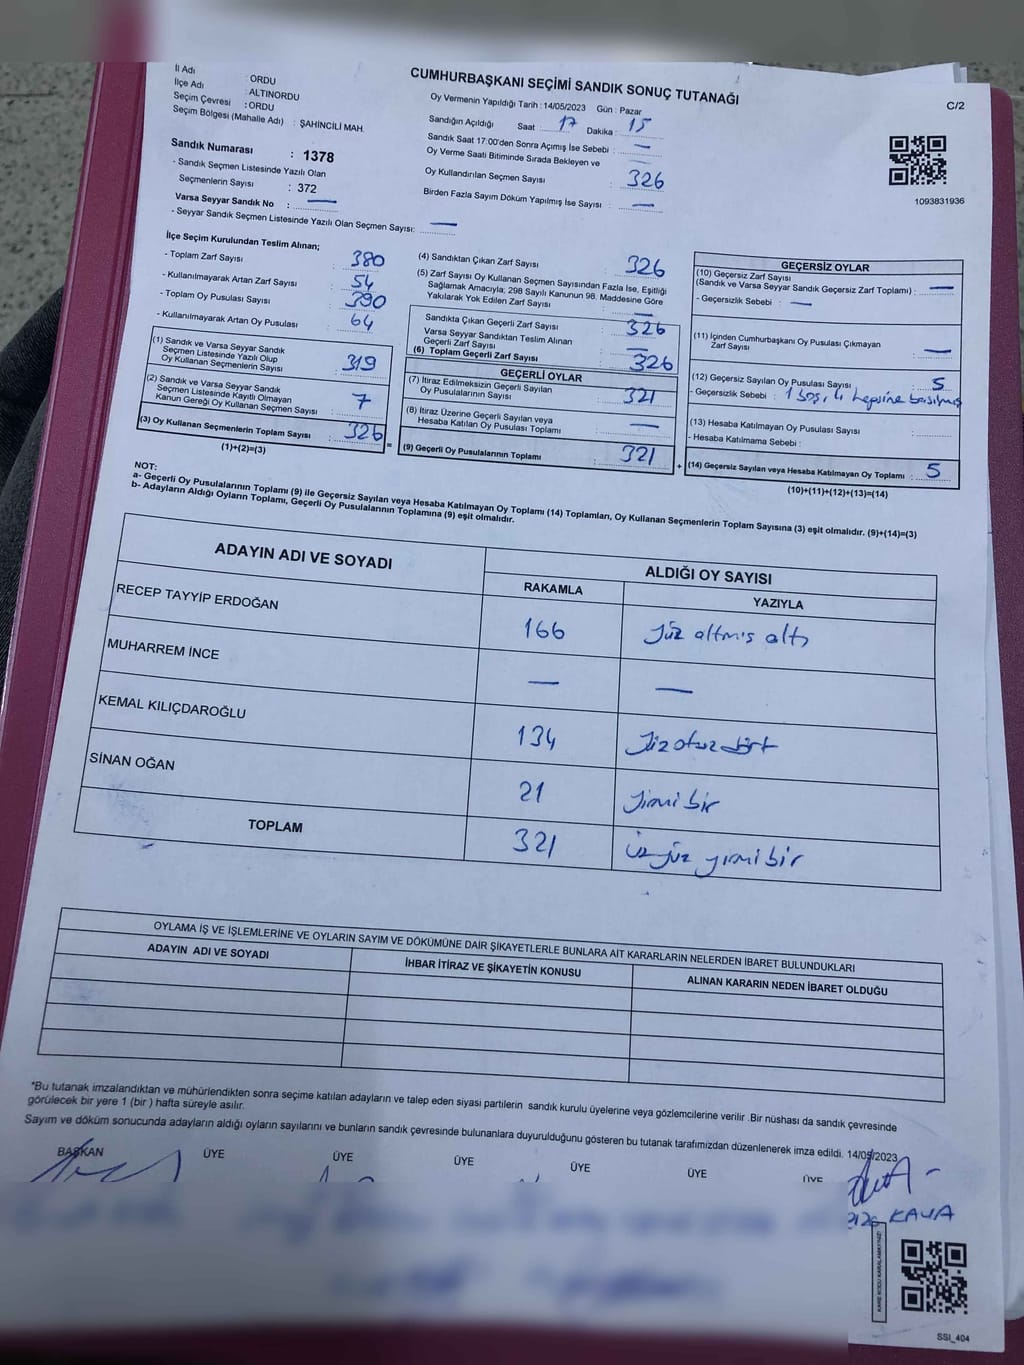 CUMHURBAŞKANI SEÇİMİ SANDIK SONUÇ TUTANAĞI
C/2
İl Adı : ORDU
İlçe Adı : ALTINORDU
Seçim Çevresi : ORDU
Seçim Bölgesi (Mahalle Adı) : ŞAHİNCİLİ MAH.
Sandık Numarası : 1378
- Sandık Seçmen Listesinde Yazılı Olan
Seçmenlerin Sayısı : 372
Varsa Seyyar Sandık No : —
- Seyyar Sandık Seçmen Listesinde Yazılı Olan Seçmen Sayısı: —
Oy Vermenin Yapıldığı Tarih : 14/05/2023 Gün : Pazar
Sandığın Açıldığı Saat 17 Dakika : 15
Sandık Saat 17:00'den Sonra Açımış İse Sebebi : —
Oy Verme Saati Bitiminde Sırada Bekleyen ve —
Oy Kullandırılan Seçmen Sayısı : 326
Birden Fazla Sayım Döküm Yapılmış İse Sayısı : —
1093831936
İlçe Seçim Kurulundan Teslim Alınan;
- Toplam Zarf Sayısı : 380
- Kullanılmayarak Artan Zarf Sayısı : 54
- Toplam Oy Pusulası Sayısı : 390
- Kullanılmayarak Artan Oy Pusulası : 64
(1) Sandık ve Varsa Seyyar Sandık
Seçmen Listesinde Yazılı Olup
Oy Kullanan Seçmenlerin Sayısı : 319
(2) Sandık ve Varsa Seyyar Sandık
Seçmen Listesinde Kayıtlı Olmayan
Kanun Gereği Oy Kullanan Seçmen Sayısı : 7
(3) Oy Kullanan Seçmenlerin Toplam Sayısı : 326
(1)+(2)=(3)
=
(4) Sandıktan Çıkan Zarf Sayısı : 326
(5) Zarf Sayısı Oy Kullanan Seçmen Sayısından Fazla İse, Eşitliği
Sağlamak Amacıyla; 298 Sayılı Kanunun 98. Maddesine Göre
Yakılarak Yok Edilen Zarf Sayısı : —
Sandıkta Çıkan Geçerli Zarf Sayısı : 326
Varsa Seyyar Sandıktan Teslim Alınan
Geçerli Zarf Sayısı : —
(6) Toplam Geçerli Zarf Sayısı : 326
GEÇERLİ OYLAR
(7) İtiraz Edilmeksizin Geçerli Sayılan
Oy Pusulalarının Sayısı : 321
(8) İtiraz Üzerine Geçerli Sayılan veya
Hesaba Katılan Oy Pusulası Toplamı : —
(9) Geçerli Oy Pusulalarının Toplamı : 321
+
GEÇERSİZ OYLAR
(10) Geçersiz Zarf Sayısı
(Sandık ve Varsa Seyyar Sandık Geçersiz Zarf Toplamı) : —
- Geçersizlik Sebebi : —
(11) İçinden Cumhurbaşkanı Oy Pusulası Çıkmayan
Zarf Sayısı : —
(12) Geçersiz Sayılan Oy Pusulası Sayısı : 5
- Geçersizlik Sebebi : 1 boş, 4 hepsine basılmış
(13) Hesaba Katılmayan Oy Pusulası Sayısı :
- Hesaba Katılmama Sebebi :
(14) Geçersiz Sayılan veya Hesaba Katılmayan Oy Toplamı : 5
(10)+(11)+(12)+(13)=(14)
NOT:
a- Geçerli Oy Pusulalarının Toplamı (9) ile Geçersiz Sayılan veya Hesaba Katılmayan Oy Toplamı (14) Toplamları, Oy Kullanan Seçmenlerin Toplam Sayısına (3) eşit olmalıdır. (9)+(14)=(3)
b- Adayların Aldığı Oyların Toplamı, Geçerli Oy Pusulalarının Toplamına (9) eşit olmalıdır.
ADAYIN ADI VE SOYADI
ALDIĞI OY SAYISI
RAKAMLA YAZIYLA
RECEP TAYYİP ERDOĞAN 166 Yüz altmış altı
MUHARREM İNCE — —
KEMAL KILIÇDAROĞLU 134 Yüz otuz dört
SİNAN OĞAN 21 Yirmi bir
TOPLAM 321 Üçyüz yirmi bir
OYLAMA İŞ VE İŞLEMLERİNE VE OYLARIN SAYIM VE DÖKÜMÜNE DAİR ŞİKAYETLERLE BUNLARA AİT KARARLARIN NELERDEN İBARET BULUNDUKLARI
ADAYIN ADI VE SOYADI İHBAR İTİRAZ VE ŞİKAYETİN KONUSU ALINAN KARARIN NEDEN İBARET OLDUĞU
*Bu tutanak imzalandıktan ve mühürlendikten sonra seçime katılan adayların ve talep eden siyasi partilerin sandık kurulu üyelerine veya gözlemcilerine verilir .Bir nüshası da sandık çevresinde
görülecek bir yere 1 (bir ) hafta süreyle asılır.
Sayım ve döküm sonucunda adayların aldığı oyların sayılarını ve bunların sandık çevresinde bulunanlara duyurulduğunu gösteren bu tutanak tarafımızdan düzenlenerek imza edildi. 14/05/2023
BAŞKAN ÜYE ÜYE ÜYE ÜYE ÜYE ÜYE
KAYA
KARE KODU KARALAMAYINIZ!
SSI_404